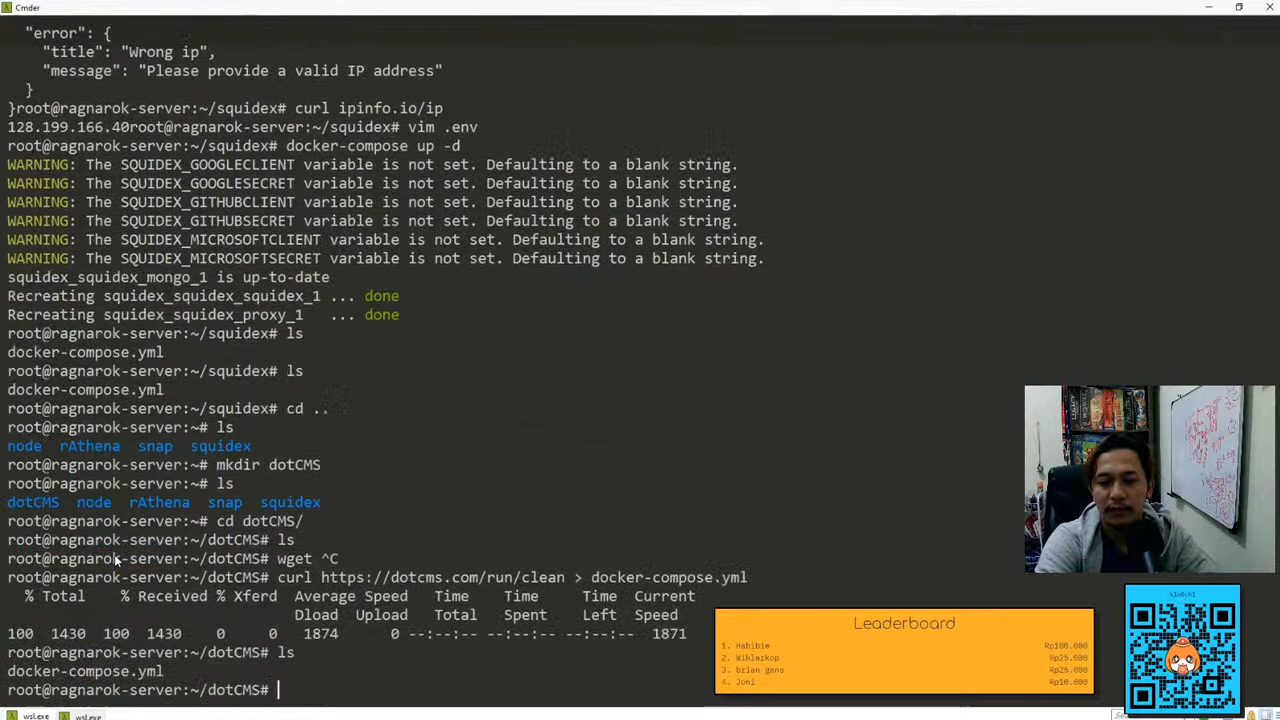 Cmder
"error": {
"title": "Wrong ip",
"message": "Please provide a valid IP address"
}
}root@ragnarok-server:~/squidex# curl ipinfo.io/ip
128.199.166.40root@ragnarok-server:~/squidex# vim .env
root@ragnarok-server:~/squidex# docker-compose up -d
WARNING: The SQUIDEX_GOOGLECLIENT variable is not set. Defaulting to a blank string.
WARNING: The SQUIDEX_GOOGLESECRET variable is not set. Defaulting to a blank string.
WARNING: The SQUIDEX_GITHUBCLIENT variable is not set. Defaulting to a blank string.
WARNING: The SQUIDEX_GITHUBSECRET variable is not set. Defaulting to a blank string.
WARNING: The SQUIDEX_MICROSOFTCLIENT variable is not set. Defaulting to a blank string.
WARNING: The SQUIDEX_MICROSOFTSECRET variable is not set. Defaulting to a blank string.
squidex_squidex_mongo_1 is up-to-date
Recreating squidex_squidex_squidex_1 ... done
Recreating squidex_squidex_proxy_1   ... done
root@ragnarok-server:~/squidex# ls
docker-compose.yml
root@ragnarok-server:~/squidex# ls
docker-compose.yml
root@ragnarok-server:~/squidex# cd ..
root@ragnarok-server:~# ls
node  rAthena  snap  squidex
root@ragnarok-server:~# mkdir dotCMS
root@ragnarok-server:~# ls
dotCMS  node  rAthena  snap  squidex
root@ragnarok-server:~# cd dotCMS/
root@ragnarok-server:~/dotCMS# ls
root@ragnarok-server:~/dotCMS# wget ^C
root@ragnarok-server:~/dotCMS# curl https://dotcms.com/run/clean > docker-compose.yml
% Total    % Received % Xferd  Average Speed   Time    Time     Time  Current
Dload  Upload   Total   Spent    Left  Speed
100  1430  100  1430    0     0   1874      0 --:--:-- --:--:-- --:--:--  1871
root@ragnarok-server:~/dotCMS# ls
docker-compose.yml
root@ragnarok-server:~/dotCMS#
Leaderboard
1. Habibie Rp100.000
2. Wihlarkop Rp25.000
3. brian gans Rp25.000
4. Joni Rp10.000
wsl.exe wsl.exe